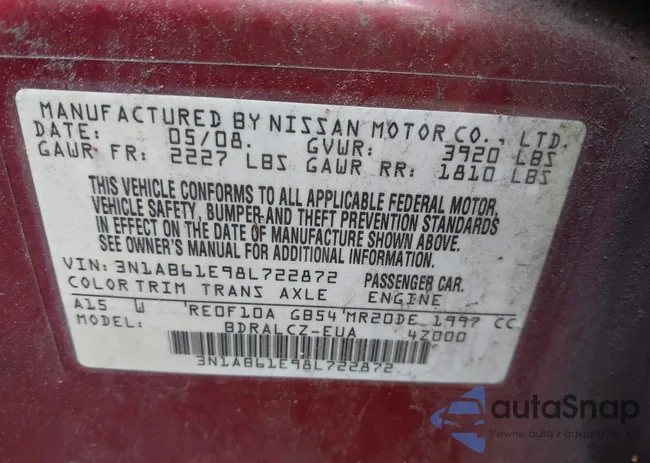 MANUFACTURED BY NISSAN MOTOR CO., LTD.
DATE: 05/08. GVWR: 3920 LBS
GAWR FR: 2227 LBS GAWR RR: 1810 LBS
THIS VEHICLE CONFORMS TO ALL APPLICABLE FEDERAL MOTOR
VEHICLE SAFETY, BUMPER AND THEFT PREVENTION STANDARDS
IN EFFECT ON THE DATE OF MANUFACTURE SHOWN ABOVE.
SEE OWNER'S MANUAL FOR ADDITIONAL INFORMATION.
VIN: 3N1AB61E98L722872 PASSENGER CAR.
COLOR TRIM TRANS AXLE ENGINE
A15 W RE0F10A GB54 MR20DE 1997 CC
MODEL: BDRALCZ-EUA 4Z000
3N1AB61E98L722872
autaSnap
Pewne auta z aukcji